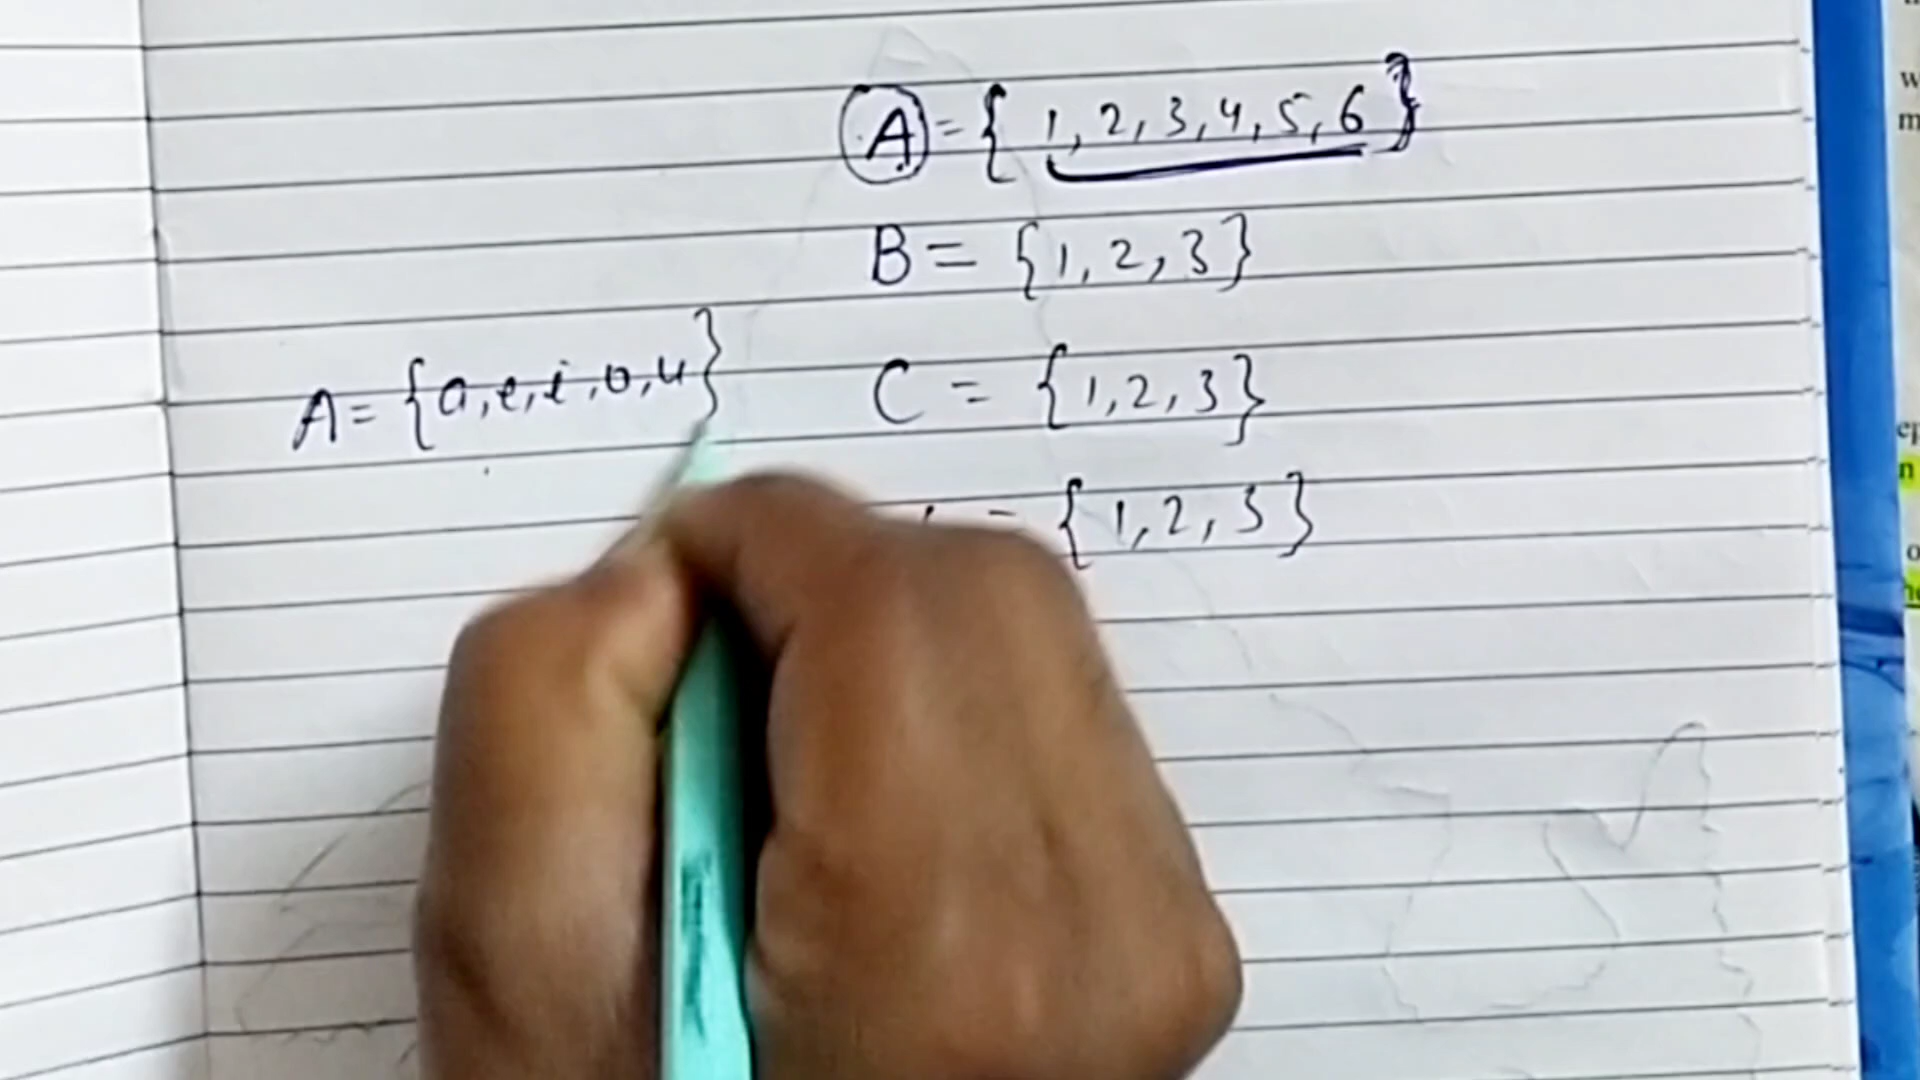 A = { 1, 2, 3, 4, 5, 6 }
B = {1, 2, 3}
A = {a, e, i, o, u}
C = {1, 2, 3}
= {1, 2, 3}